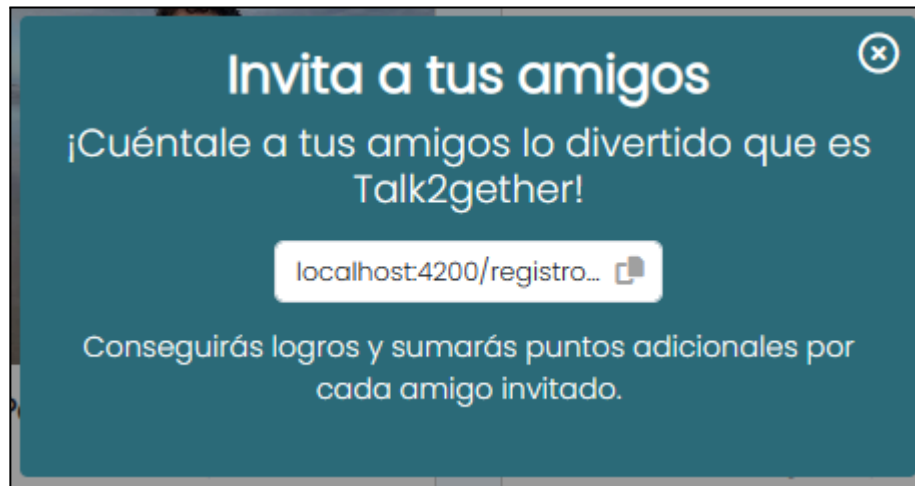 Invita a tus amigos
¡Cuéntale a tus amigos lo divertido que es
Talk2gether!
localhost:4200/registro...
Conseguirás logros y sumarás puntos adicionales por
cada amigo invitado.